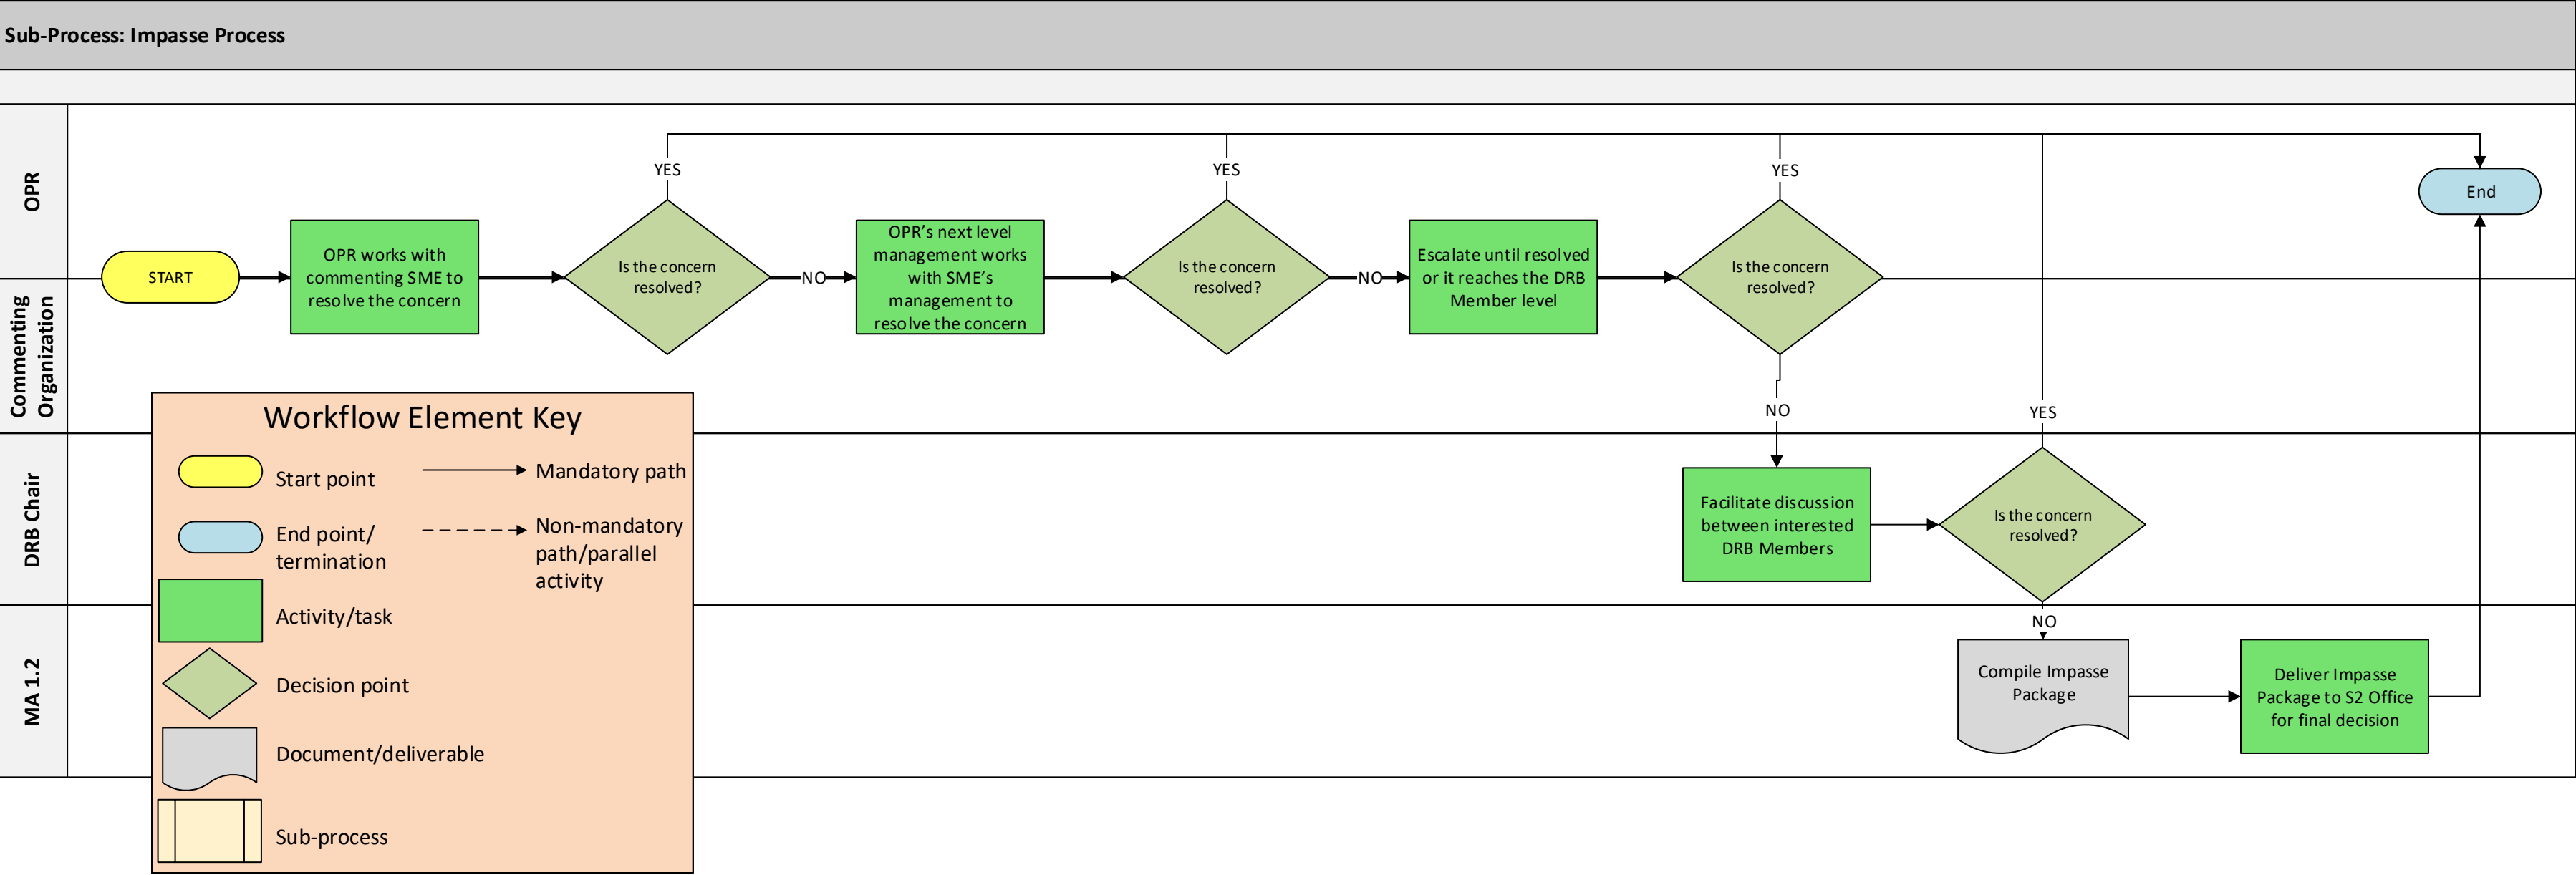 Sub-Process: Impasse Process
OPR
START
OPR works with
commenting SME to
resolve the concern
Is the concern
resolved?
YES
NO
OPR’s next level
management works
with SME’s
management to
resolve the concern
Is the concern
resolved?
YES
NO
Escalate until resolved
or it reaches the DRB
Member level
Is the concern
resolved?
YES
End
Commenting
Organization
NO
YES
DRB Chair
Facilitate discussion
between interested
DRB Members
Is the concern
resolved?
MA 1.2
NO
Compile Impasse
Package
Deliver Impasse
Package to S2 Office
for final decision
Workflow Element Key
Start point
Mandatory path
End point/
termination
Non-mandatory
path/parallel
activity
Activity/task
Decision point
Document/deliverable
Sub-process